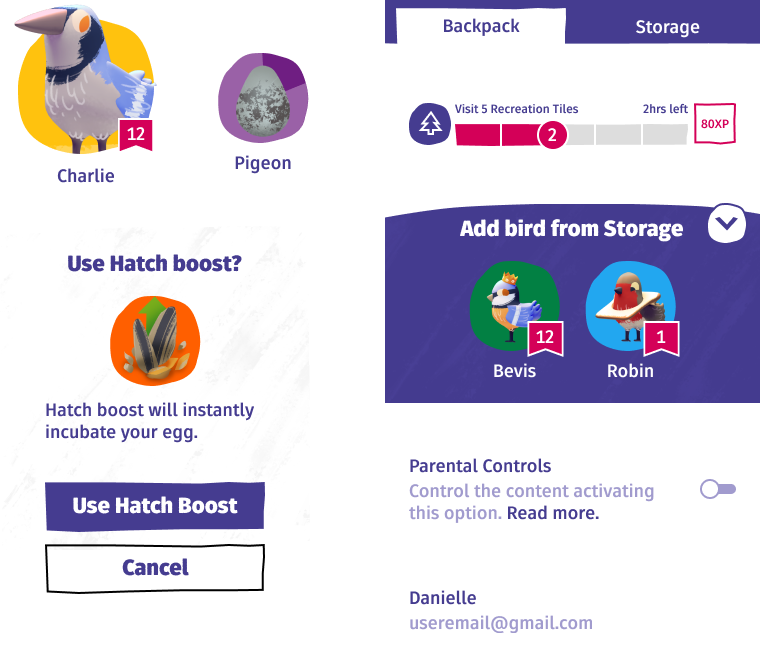 12
Charlie
Pigeon
Use Hatch boost?
Hatch boost will instantly
incubate your egg.
Use Hatch Boost
Cancel
Backpack
Storage
Visit 5 Recreation Tiles
2hrs left
2
80XP
Add bird from Storage
12
1
Bevis
Robin
Parental Controls
Control the content activating
this option. Read more.
Danielle
useremail@gmail.com